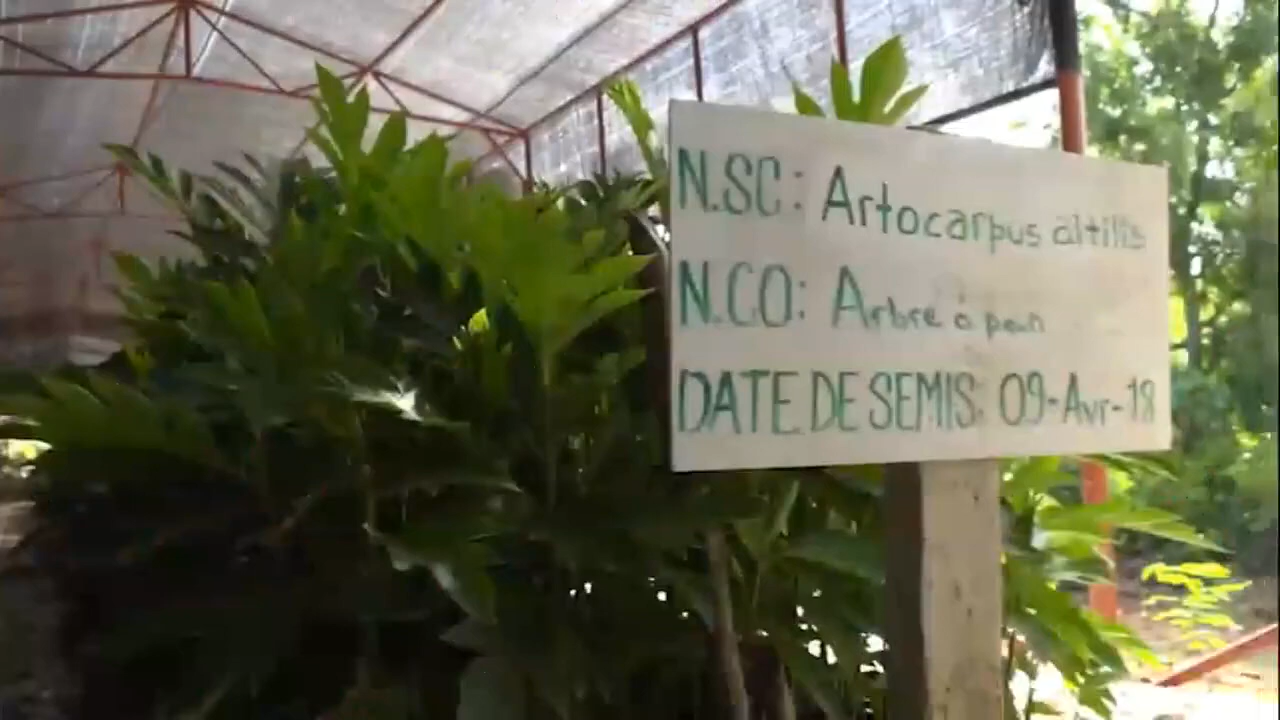 N.SC: Artocarpus altilis
N.CO: Arbre à pain
DATE DE SEMIS: 09-Avr-18